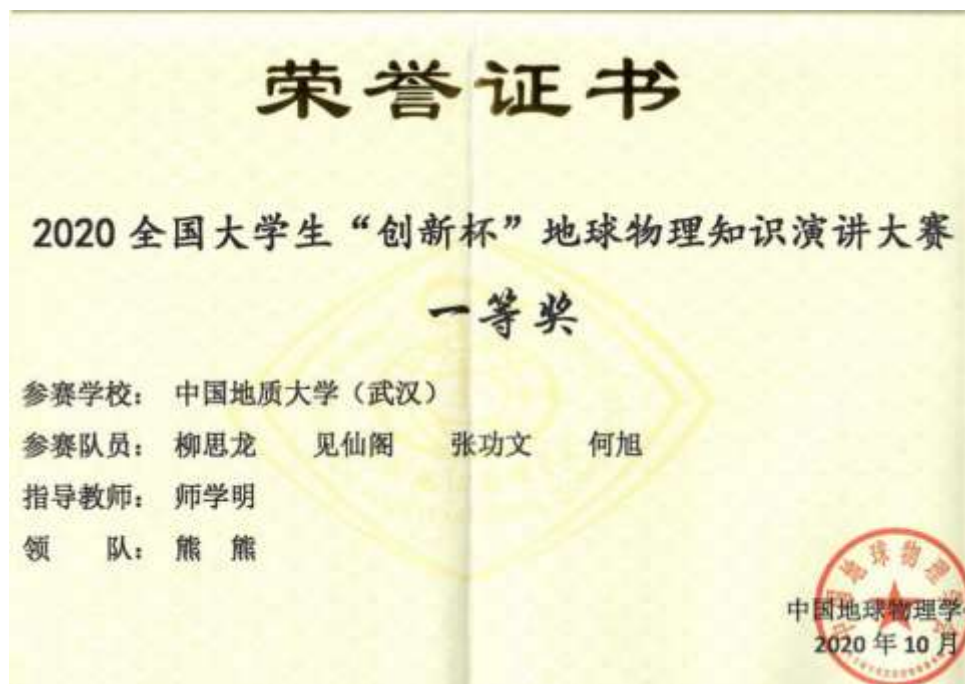 荣誉证书
2020 全国大学生“创新杯”地球物理知识演讲大赛
一等奖
参赛学校： 中国地质大学（武汉）
参赛队员： 柳思龙 见仙阁 张功文 何旭
指导教师： 师学明
领 队： 熊 熊
中国地球物理学
2020 年 10 月